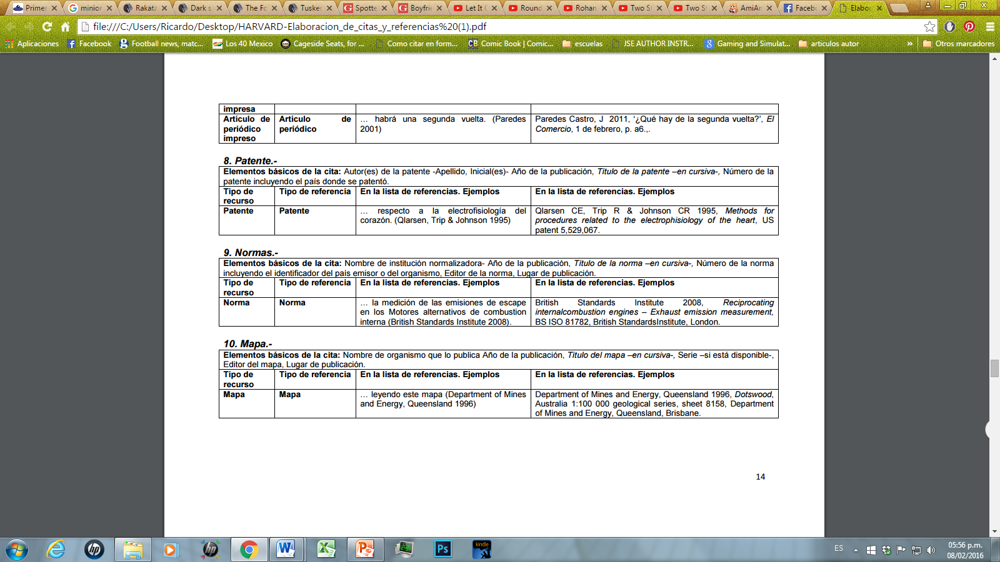 Primer
minior
Rakata
Dark s
The Fo
Tusken
Spotte
Boyfrie
Let It G
Round
Rohan
Two St
Two St
AmiAm
Facebo
Elabor
file:///C:/Users/Ricardo/Desktop/HARVARD-Elaboracion_de_citas_y_referencias%20(1).pdf
Aplicaciones Facebook Football news, matc... Los 40 Mexico Cageside Seats, for ... Como citar en form... Comic Book | Comic... escuelas JSE AUTHOR INSTR... Gaming and Simulat... articulos autor » Otros marcadores
impresa
Artículo de periódico impreso
Artículo de periódico
... habrá una segunda vuelta. (Paredes
2001)
Paredes Castro, J 2011, ‘¿Qué hay de la segunda vuelta?’, El
Comercio, 1 de febrero, p. a6.,.
8. Patente.-
Elementos básicos de la cita: Autor(es) de la patente -Apellido, Inicial(es)- Año de la publicación, Título de la patente –en cursiva-, Número de la
patente incluyendo el país donde se patentó.
Tipo de recurso
Tipo de referencia
En la lista de referencias. Ejemplos
En la lista de referencias. Ejemplos
Patente
Patente
... respecto a la electrofisiología del
corazón. (Qlarsen, Trip & Johnson 1995)
Qlarsen CE, Trip R & Johnson CR 1995, Methods for
procedures related to the electrophisiology of the heart, US
patent 5,529,067.
9. Normas.-
Elementos básicos de la cita: Nombre de institución normalizadora- Año de la publicación, Título de la norma –en cursiva-, Número de la norma
incluyendo el identificador del país emisor o del organismo, Editor de la norma, Lugar de publicación.
Tipo de recurso
Tipo de referencia
En la lista de referencias. Ejemplos
En la lista de referencias. Ejemplos
Norma
Norma
... la medición de las emisiones de escape
en los Motores alternativos de combustion
interna (British Standards Institute 2008).
British Standards Institute 2008, Reciprocating
internalcombustion engines – Exhaust emission measurement,
BS ISO 81782, British StandardsInstitute, London.
10. Mapa.-
Elementos básicos de la cita: Nombre de organismo que lo publica Año de la publicación, Título del mapa –en cursiva-, Serie –si está disponible-,
Editor del mapa, Lugar de publicación.
Tipo de recurso
Tipo de referencia
En la lista de referencias. Ejemplos
En la lista de referencias. Ejemplos
Mapa
Mapa
... leyendo este mapa (Department of Mines
and Energy, Queensland 1996)
Department of Mines and Energy, Queensland 1996, Dotswood,
Australia 1:100 000 geological series, sheet 8158, Department
of Mines and Energy, Queensland, Brisbane.
14
ES
05:56 p.m.
08/02/2016